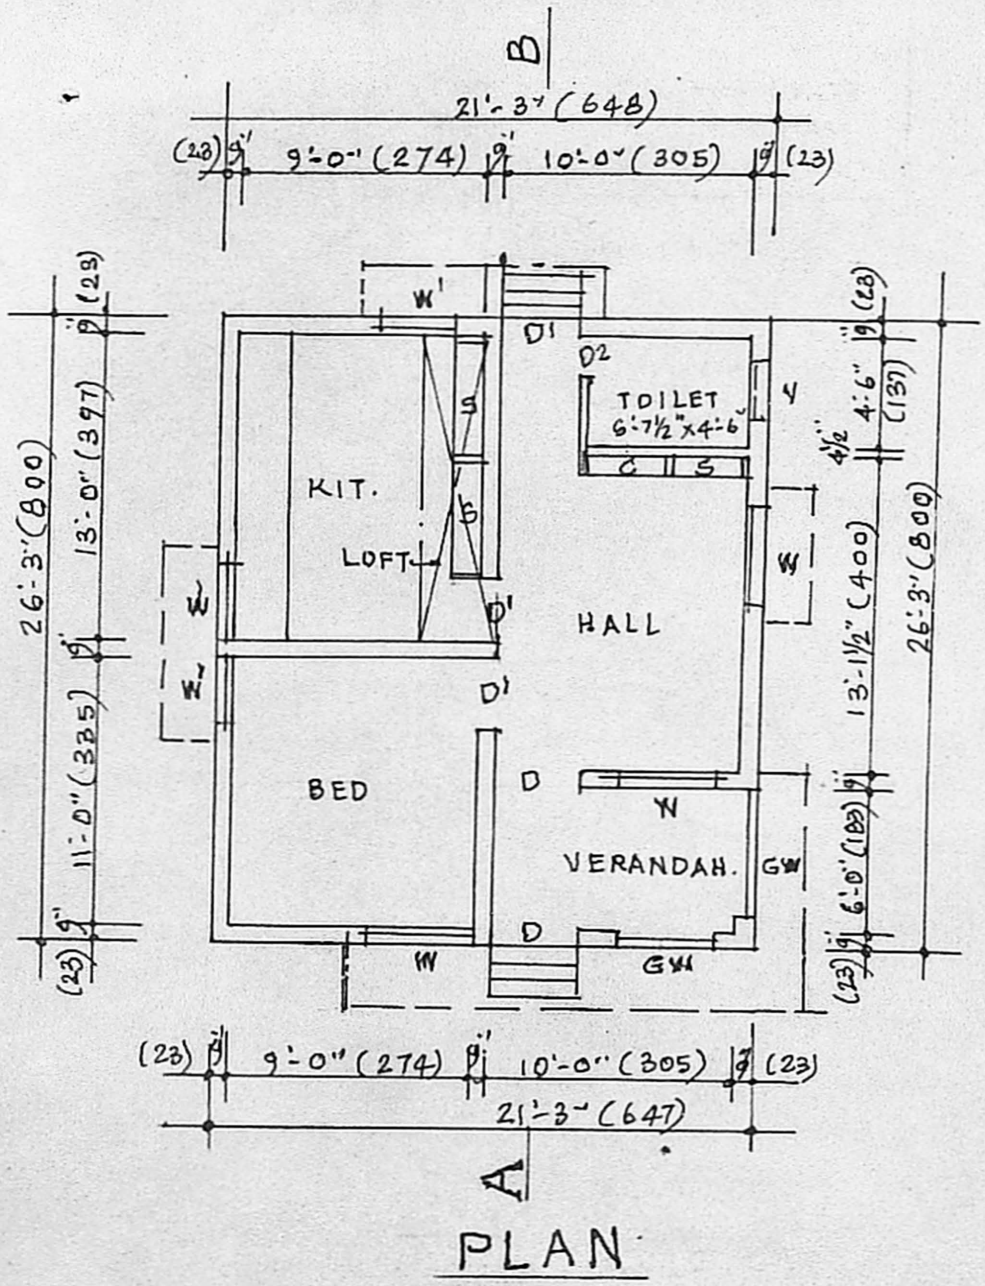 B
21'-3" (648)
(23) 9" 9'-0" (274) 9" 10'-0" (305) 9" (23)
W'
D1
D2
TOILET
6'-7½"x4'-6"
V
C S
S
S
KIT.
LOFT
D'
HALL
W
W
W
D'
BED
D
W
VERANDAH.
GW
D
W
GW
26'-3" (800)
9" (23)
13'-0" (397)
9"
11'-0" (335)
9"
(23)
9" (23)
4'-6"
(137)
4½"
13'-1½" (400)
9"
6'-0" (183)
9"
(23)
26'-3" (800)
(23) 9" 9'-0" (274) 9" 10'-0" (305) 9" (23)
21'-3" (647)
A
PLAN